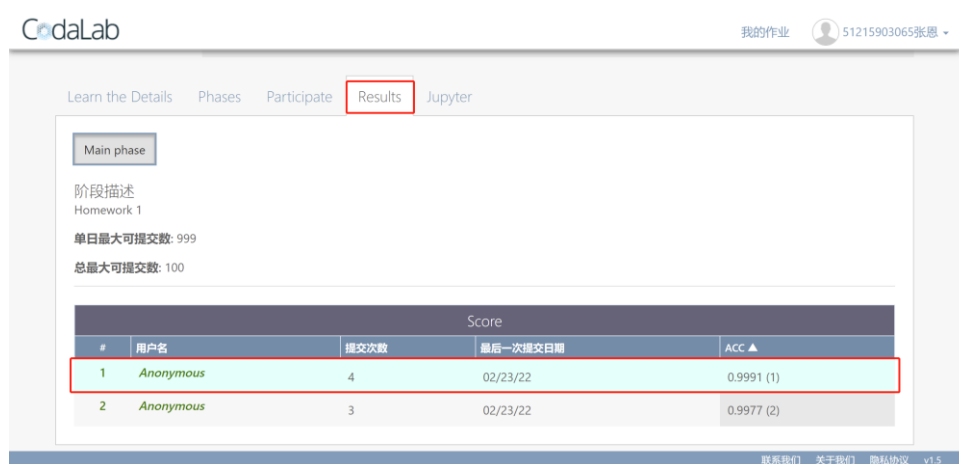 CodaLab
我的作业 51215903065张恩
Learn the Details Phases Participate Results Jupyter
Main phase
阶段描述
Homework 1
单日最大可提交数: 999
总最大可提交数: 100
Score
# 用户名 提交次数 最后一次提交日期 ACC ▲
1 Anonymous 4 02/23/22 0.9991 (1)
2 Anonymous 3 02/23/22 0.9977 (2)
联系我们 关于我们 隐私协议 v1.5